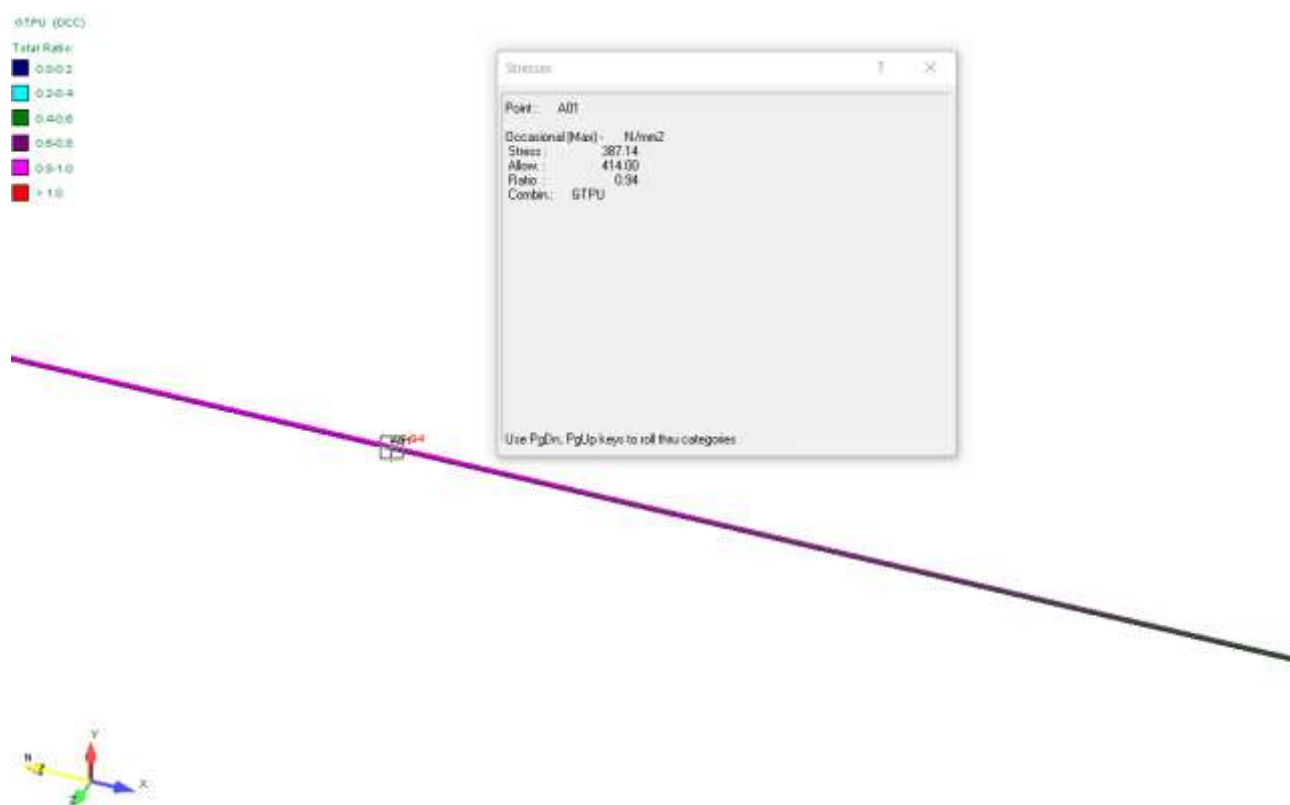 GTPU (OCC)
Total Ratio:
0.0-0.2
0.2-0.4
0.4-0.6
0.6-0.8
0.8-1.0
> 1.0
Stresses
? ×
Point : A01
Occasional (Max) - N/mm2
Stress : 387.14
Allow. : 414.00
Ratio : 0.94
Combin.: GTPU
Use PgDn, PgUp keys to roll thru categories
Y
N
X
Z